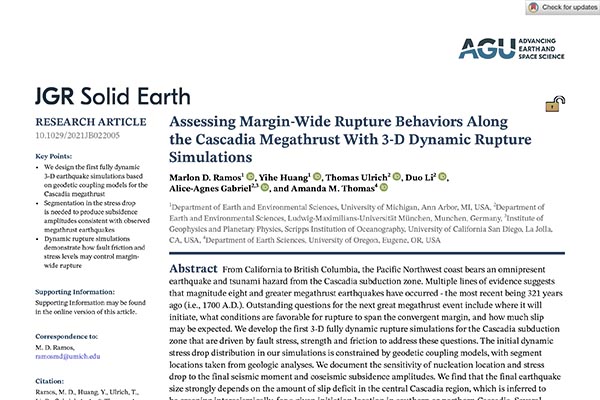 Check for updates
AGU ADVANCING
EARTH AND
SPACE SCIENCE
JGR Solid Earth
RESEARCH ARTICLE
10.1029/2021JB022005
Key Points:
• We design the first fully dynamic
3-D earthquake simulations based
on geodetic coupling models for the
Cascadia megathrust
• Segmentation in the stress drop
is needed to produce subsidence
amplitudes consistent with observed
megathrust earthquakes
• Dynamic rupture simulations
demonstrate how fault friction and
stress levels may control margin-
wide rupture
Supporting Information:
Supporting Information may be found
in the online version of this article.
Correspondence to:
M. D. Ramos,
ramosmd@umich.edu
Citation:
Ramos, M. D., Huang, Y., Ulrich, T.,
Assessing Margin-Wide Rupture Behaviors Along
the Cascadia Megathrust With 3-D Dynamic Rupture
Simulations
Marlon D. Ramos1 iD, Yihe Huang1 iD, Thomas Ulrich2 iD, Duo Li2 iD,
Alice-Agnes Gabriel2,3 iD, and Amanda M. Thomas4 iD
1Department of Earth and Environmental Sciences, University of Michigan, Ann Arbor, MI, USA, 2Department of
Earth and Environmental Sciences, Ludwig-Maximilians-Universität München, Munchen, Germany, 3Institute of
Geophysics and Planetary Physics, Scripps Institution of Oceanography, University of California San Diego, La Jolla,
CA, USA, 4Department of Earth Sciences, University of Oregon, Eugene, OR, USA
Abstract From California to British Columbia, the Pacific Northwest coast bears an omnipresent
earthquake and tsunami hazard from the Cascadia subduction zone. Multiple lines of evidence suggests
that magnitude eight and greater megathrust earthquakes have occurred - the most recent being 321 years
ago (i.e., 1700 A.D.). Outstanding questions for the next great megathrust event include where it will
initiate, what conditions are favorable for rupture to span the convergent margin, and how much slip
may be expected. We develop the first 3-D fully dynamic rupture simulations for the Cascadia subduction
zone that are driven by fault stress, strength and friction to address these questions. The initial dynamic
stress drop distribution in our simulations is constrained by geodetic coupling models, with segment
locations taken from geologic analyses. We document the sensitivity of nucleation location and stress
drop to the final seismic moment and coseismic subsidence amplitudes. We find that the final earthquake
size strongly depends on the amount of slip deficit in the central Cascadia region, which is inferred to